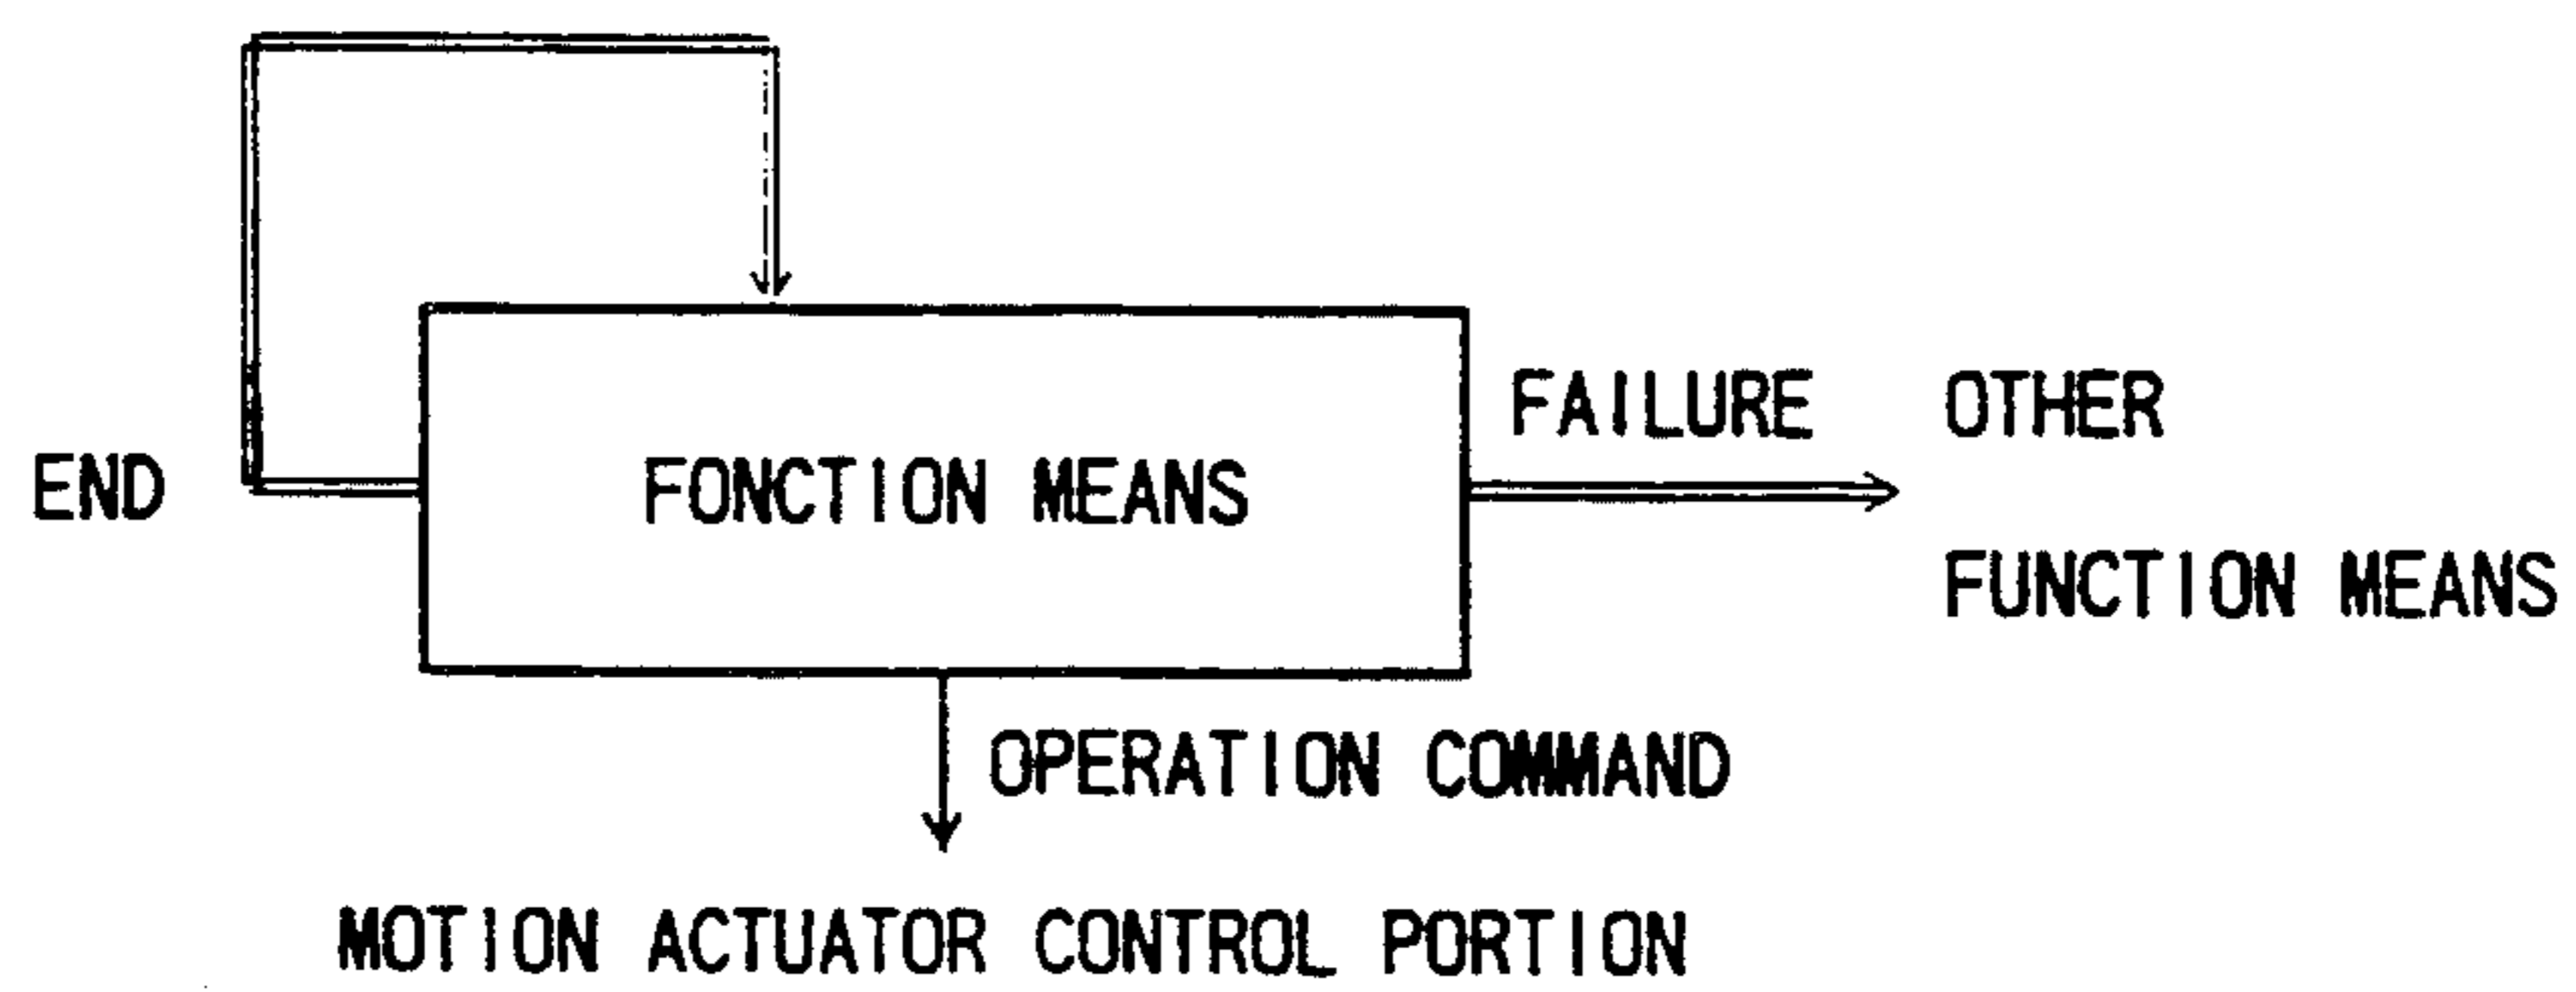 FAILURE OTHER
END
FONCTION MEANS
FUNCTION MEANS
OPERATION COMMAND
MOTION ACTUATOR CONTROL PORTION